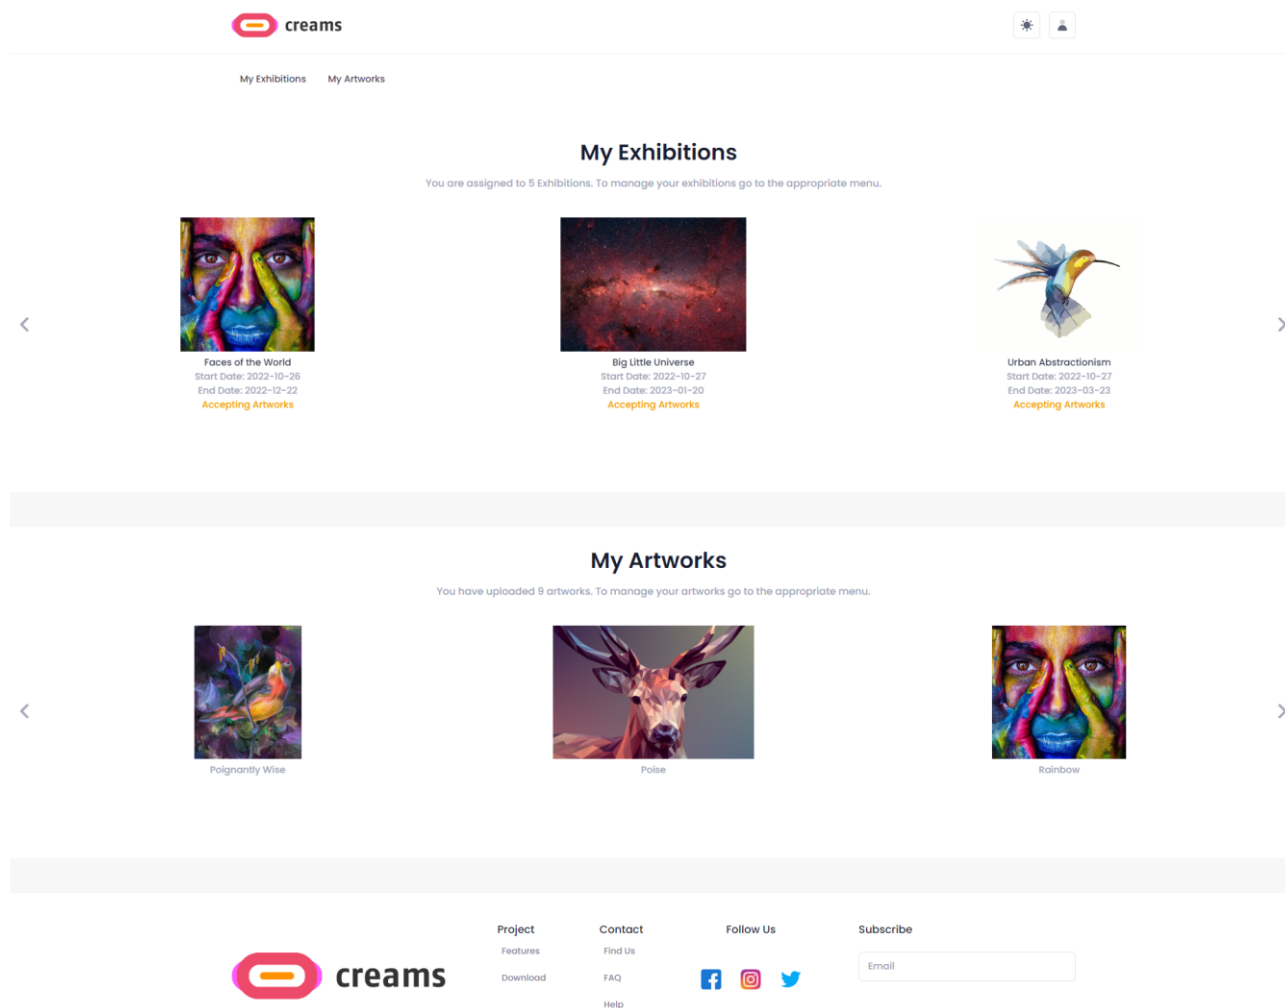 creams
My Exhibitions
My Artworks
My Exhibitions
You are assigned to 5 Exhibitions. To manage your exhibitions go to the appropriate menu.
Faces of the World
Start Date: 2022-10-26
End Date: 2022-12-22
Accepting Artworks
Big Little Universe
Start Date: 2022-10-27
End Date: 2023-01-20
Accepting Artworks
Urban Abstractionism
Start Date: 2022-10-27
End Date: 2023-03-23
Accepting Artworks
My Artworks
You have uploaded 9 artworks. To manage your artworks go to the appropriate menu.
Poignantly Wise
Poise
Rainbow
creams
Project
Features
Download
Contact
Find Us
FAQ
Help
Follow Us
Subscribe
Email